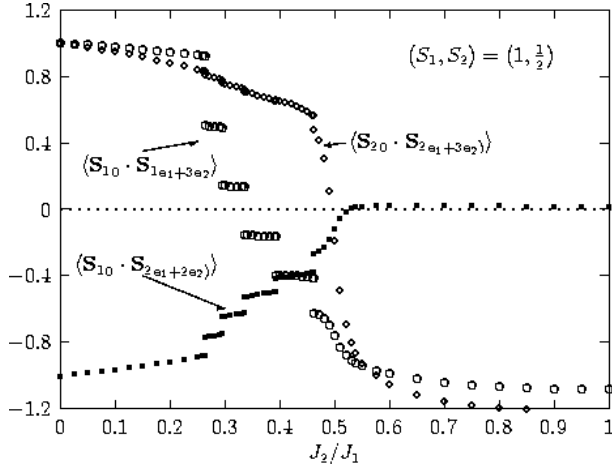 1.2
(S₁, S₂) = (1, ½)
0.8
0.4
⟨S₁₀ · S₁ₑ₁₊₃ₑ₂⟩
⟨S₂₀ · S₂ₑ₁₊₃ₑ₂₎⟩
0
⟨S₁₀ · S₂ₑ₁₊₂ₑ₂₎⟩
−0.4
−0.8
−1.2
0 0.1 0.2 0.3 0.4 0.5 0.6 0.7 0.8 0.9 1
J₂/J₁